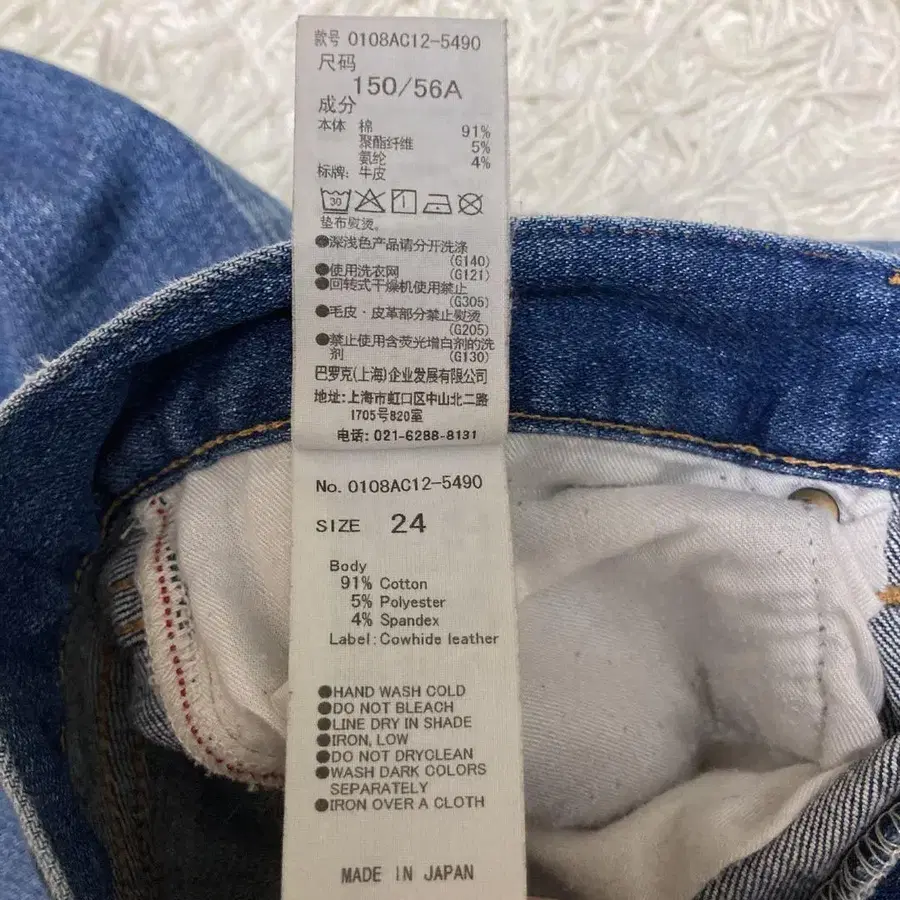 款号 0108AC12-5490
尺码
150/56A
成分
本体 棉 91%
聚酯纤维 5%
氨纶 4%
标牌: 牛皮
30
垫布熨烫。
●深浅色产品请分开洗涤
(G140)
●使用洗衣网 (G121)
●回转式干燥机使用禁止
(G305)
●毛皮・皮革部分禁止熨烫
(G205)
●禁止使用含荧光增白剂的洗
剂 (G130)
巴罗克(上海)企业发展有限公司
地址:上海市虹口区中山北二路
1705号B20室
电话: 021-6288-8131
No. 0108AC12-5490
SIZE 24
Body
91% Cotton
5% Polyester
4% Spandex
Label:Cowhide leather
●HAND WASH COLD
●DO NOT BLEACH
●LINE DRY IN SHADE
●IRON, LOW
●DO NOT DRYCLEAN
●WASH DARK COLORS
SEPARATELY
●IRON OVER A CLOTH
MADE IN JAPAN